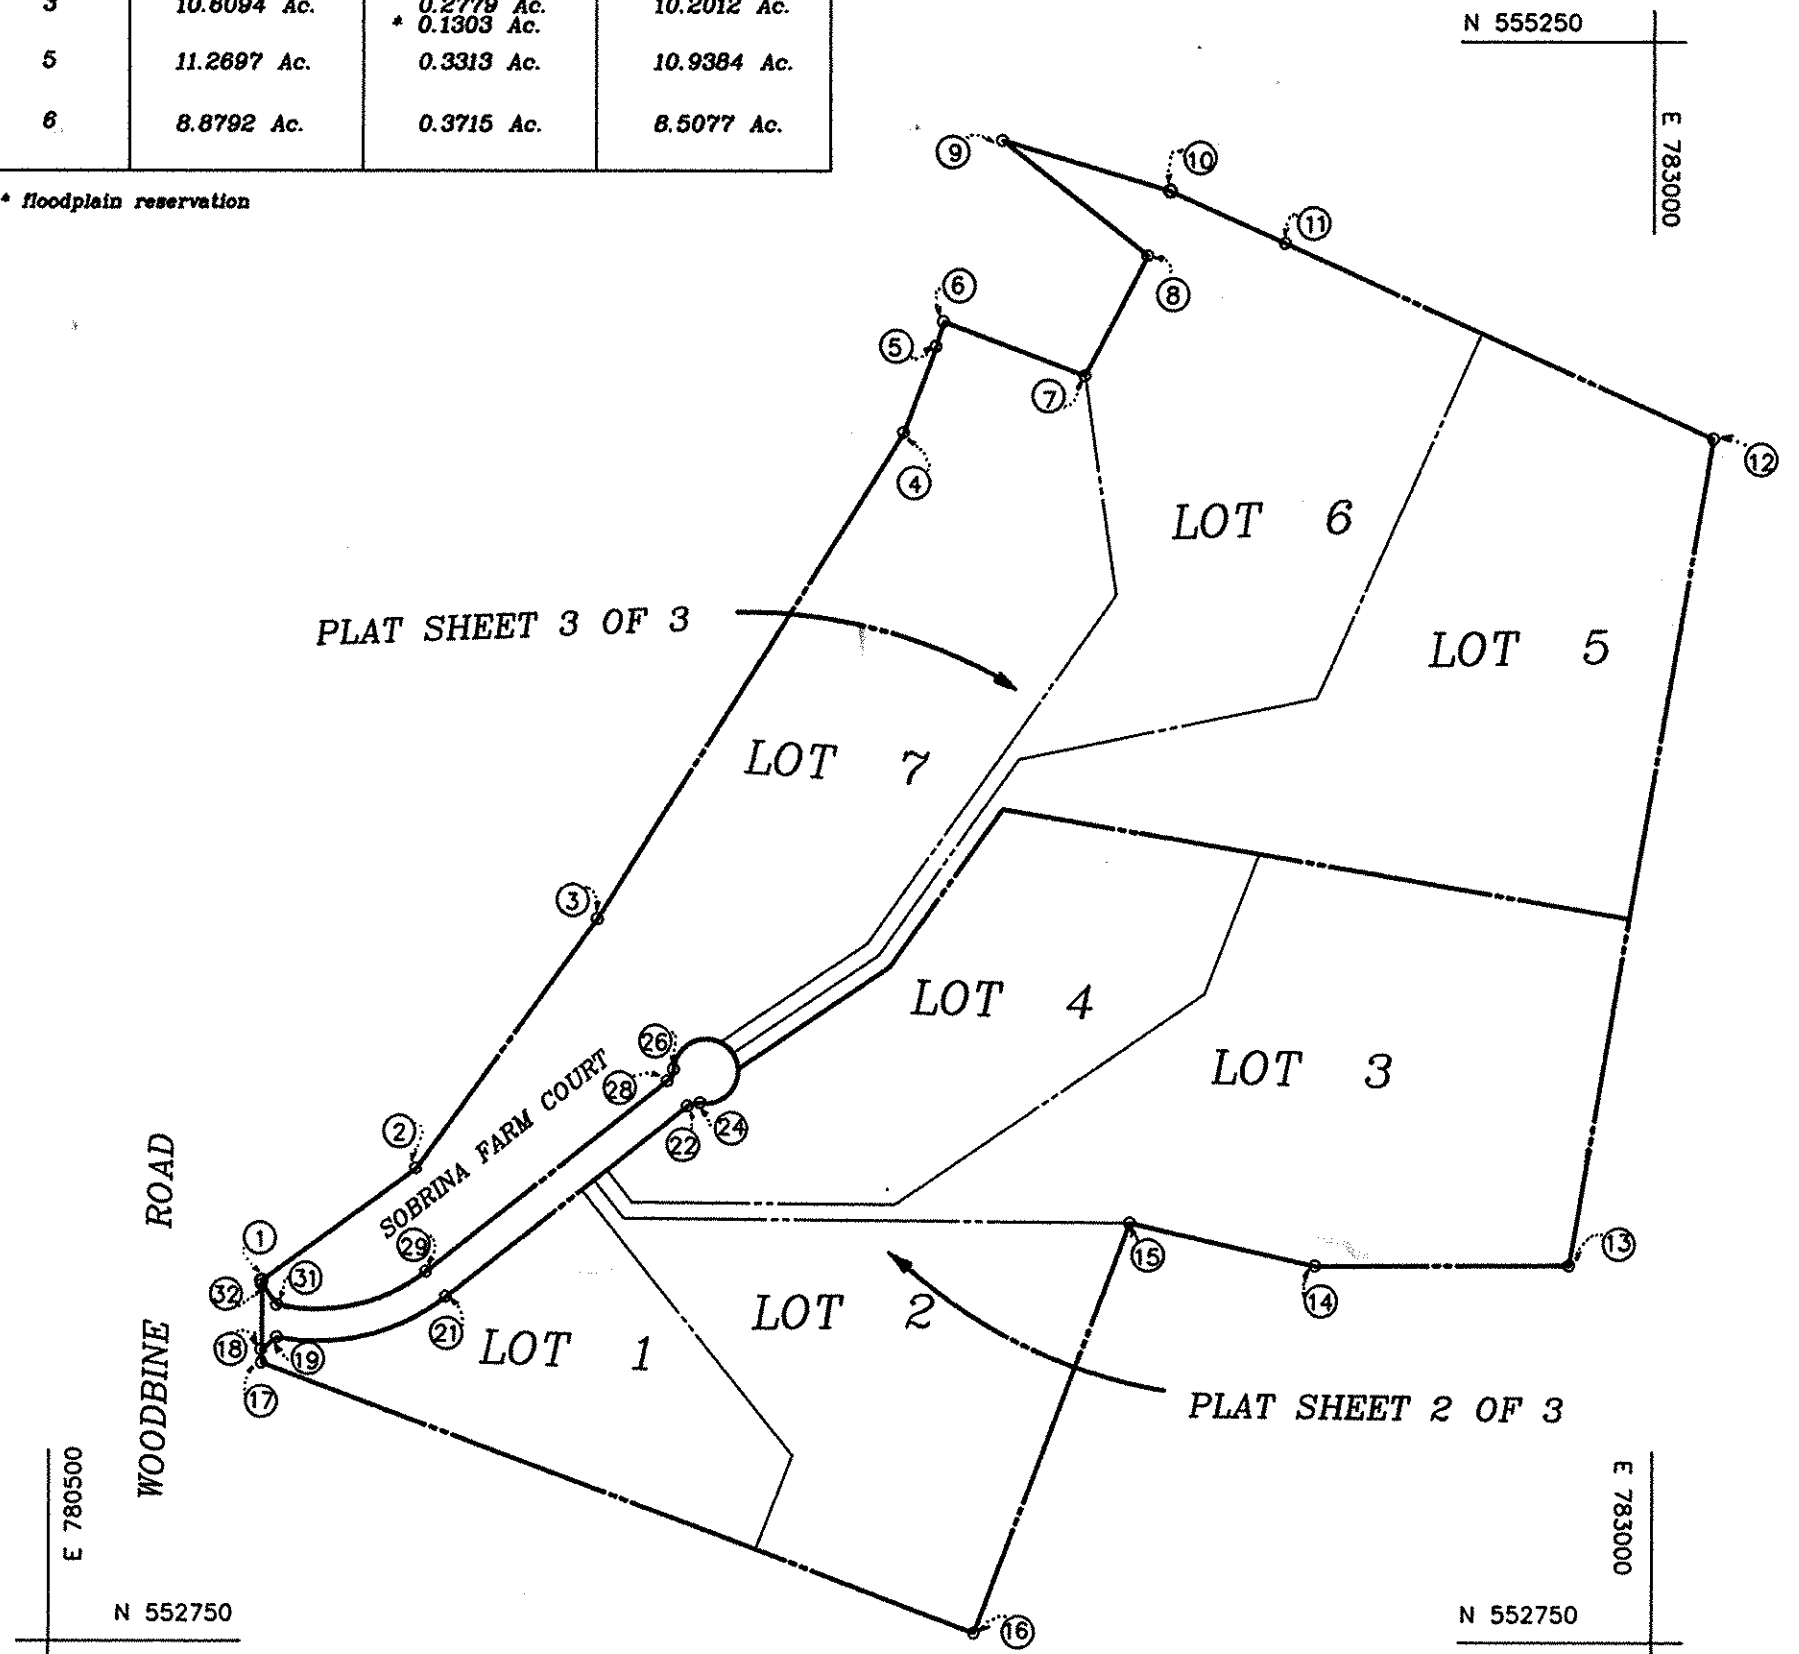 3 10.6094 Ac. 0.2779 Ac. 10.2012 Ac.
* 0.1303 Ac.
5 11.2697 Ac. 0.3313 Ac. 10.9384 Ac.
6 8.8792 Ac. 0.3715 Ac. 8.5077 Ac.
* floodplain reservation
N 555250
E 783000
9
10
11
8
6
5
7
4
12
LOT 6
PLAT SHEET 3 OF 3
LOT 5
LOT 7
3
LOT 4
LOT 3
26
28
24
22
2
SOBRINA FARM COURT
ROAD
WOODBINE
1
29
31
32
13
15
14
18
19
17
21
LOT 1
LOT 2
PLAT SHEET 2 OF 3
E 780500
N 552750
16
E 783000
N 552750